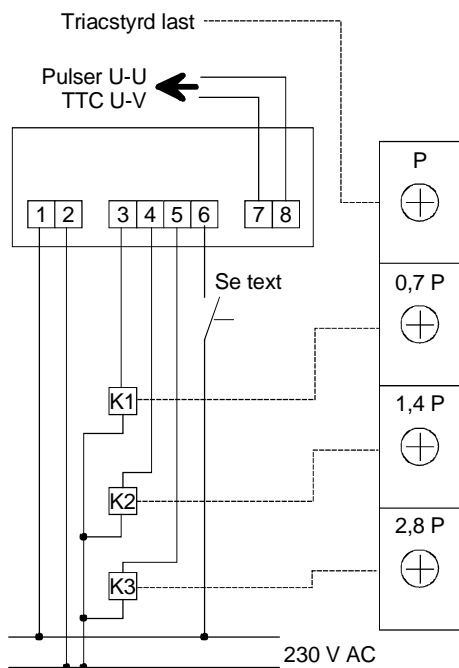 Triacstyrd last
Pulser U-U
TTC U-V
P
1 2 3 4 5 6 7 8
0,7 P
Se text
K1
1,4 P
K2
2,8 P
K3
230 V AC